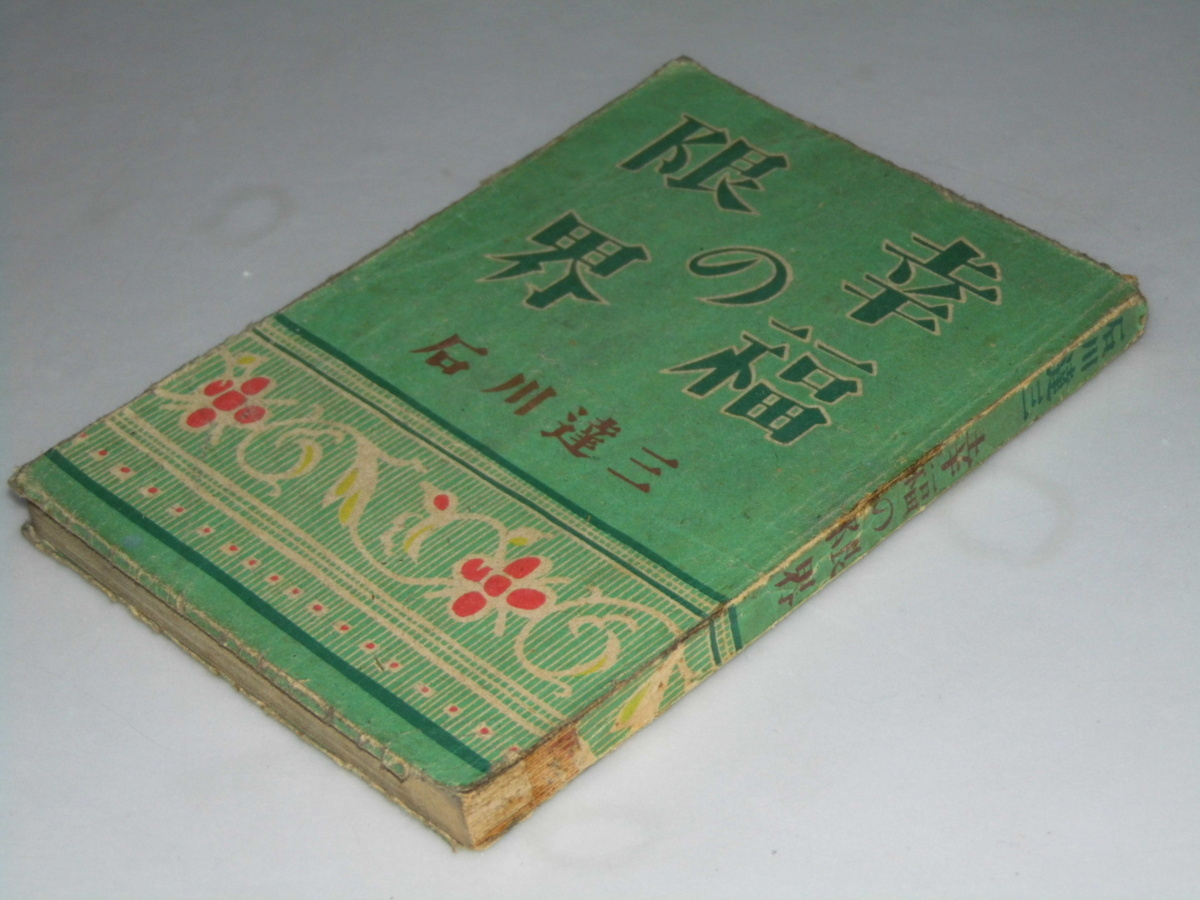 幸福
の
限界
石川達三
石川達三
幸福の限界